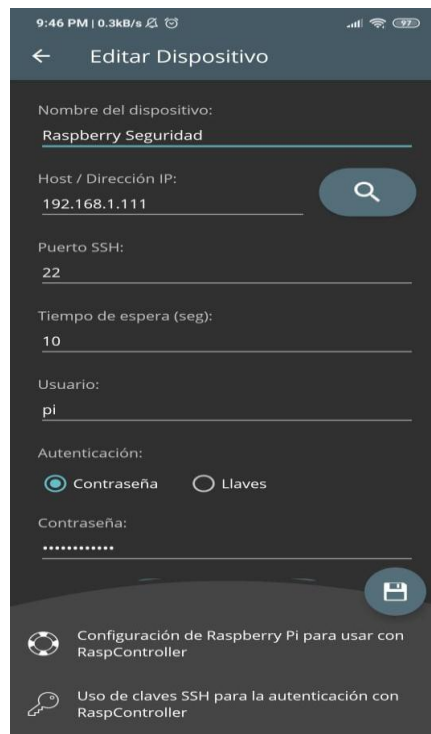 9:46 PM | 0.3kB/s
97
Editar Dispositivo
Nombre del dispositivo:
Raspberry Seguridad
Host / Dirección IP:
192.168.1.111
Puerto SSH:
22
Tiempo de espera (seg):
10
Usuario:
pi
Autenticación:
Contraseña Llaves
Contraseña:
••••••••••••
Configuración de Raspberry Pi para usar con
RaspController
Uso de claves SSH para la autenticación con
RaspController